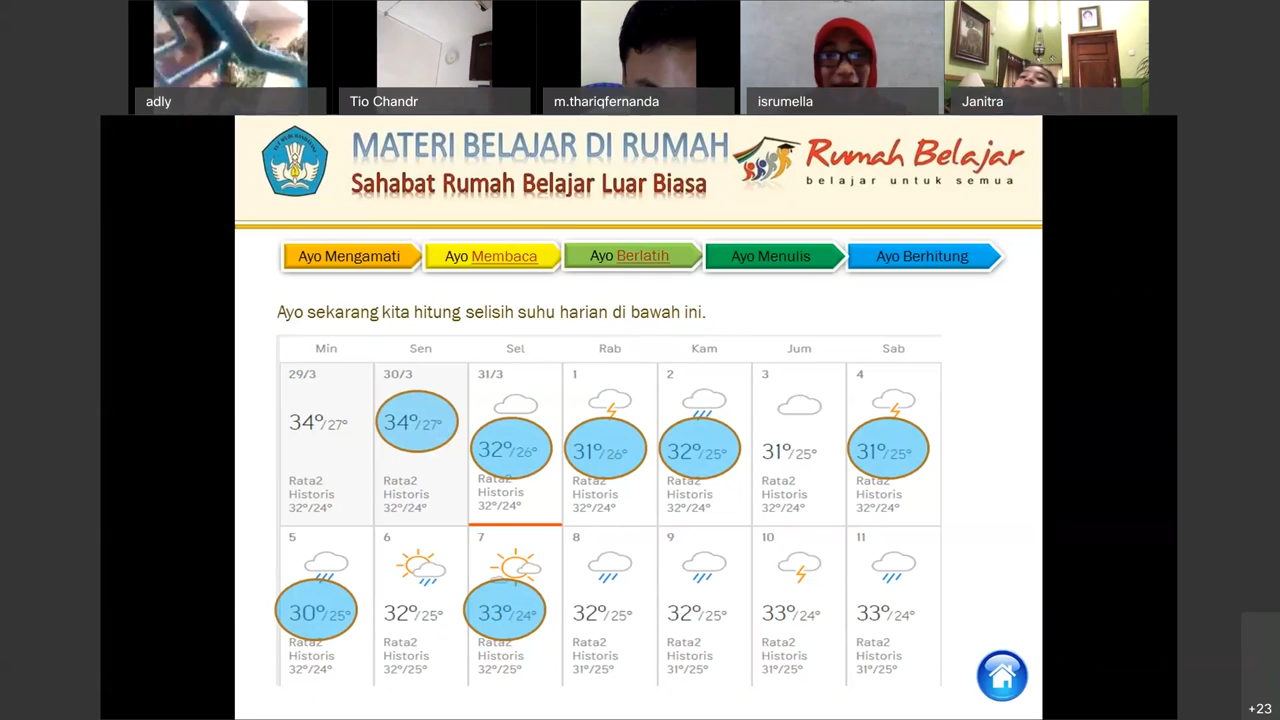 adly
Tio Chandr
m.thariqfernanda
isrumella
Janitra
MATERI BELAJAR DI RUMAH
Sahabat Rumah Belajar Luar Biasa
Rumah Belajar
belajar untuk semua
Ayo Mengamati
Ayo Membaca
Ayo Berlatih
Ayo Menulis
Ayo Berhitung
Ayo sekarang kita hitung selisih suhu harian di bawah ini.
Min Sen Sel Rab Kam Jum Sab
29/3 30/3 31/3 1 2 3 4
34°/27° 34°/27° 32°/26° 31°/26° 32°/25° 31°/25° 31°/25°
Rata2 Rata2 Rata2 Rata2 Rata2 Rata2 Rata2
Historis Historis Historis Historis Historis Historis Historis
32°/24° 32°/24° 32°/24° 32°/24° 32°/24° 32°/24° 32°/24°
5 6 7 8 9 10 11
30°/25° 32°/25° 33°/24° 32°/25° 32°/25° 33°/24° 33°/24°
Rata2 Rata2 Rata2 Rata2 Rata2 Rata2 Rata2
Historis Historis Historis Historis Historis Historis Historis
32°/24° 32°/25° 32°/25° 31°/25° 31°/25° 31°/25° 31°/25°
+23